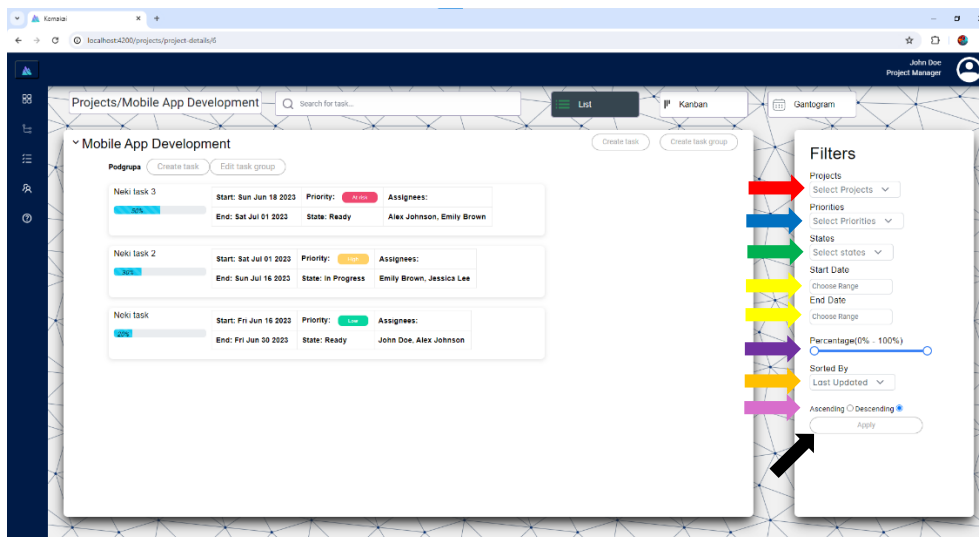 Komakai
localhost:4200/projects/project-details/6
John Doe
Project Manager
Projects/Mobile App Development
Search for task...
List
Kanban
Gantogram
Mobile App Development
Create task
Create task group
Podgrupa
Create task
Edit task group
Neki task 3
Start: Sun Jun 18 2023
Priority:
At risk
Assignees:
End: Sat Jul 01 2023
State: Ready
Alex Johnson, Emily Brown
Neki task 2
Start: Sat Jul 01 2023
Priority:
High
Assignees:
End: Sun Jul 16 2023
State: In Progress
Emily Brown, Jessica Lee
Neki task
Start: Fri Jun 16 2023
Priority:
Low
Assignees:
20%
End: Fri Jun 30 2023
State: Ready
John Doe, Alex Johnson
Filters
Projects
Select Projects
Priorities
Select Priorities
States
Select states
Start Date
Choose Range
End Date
Choose Range
Percentage(0% - 100%)
Sorted By
Last Updated
Ascending Descending
Apply